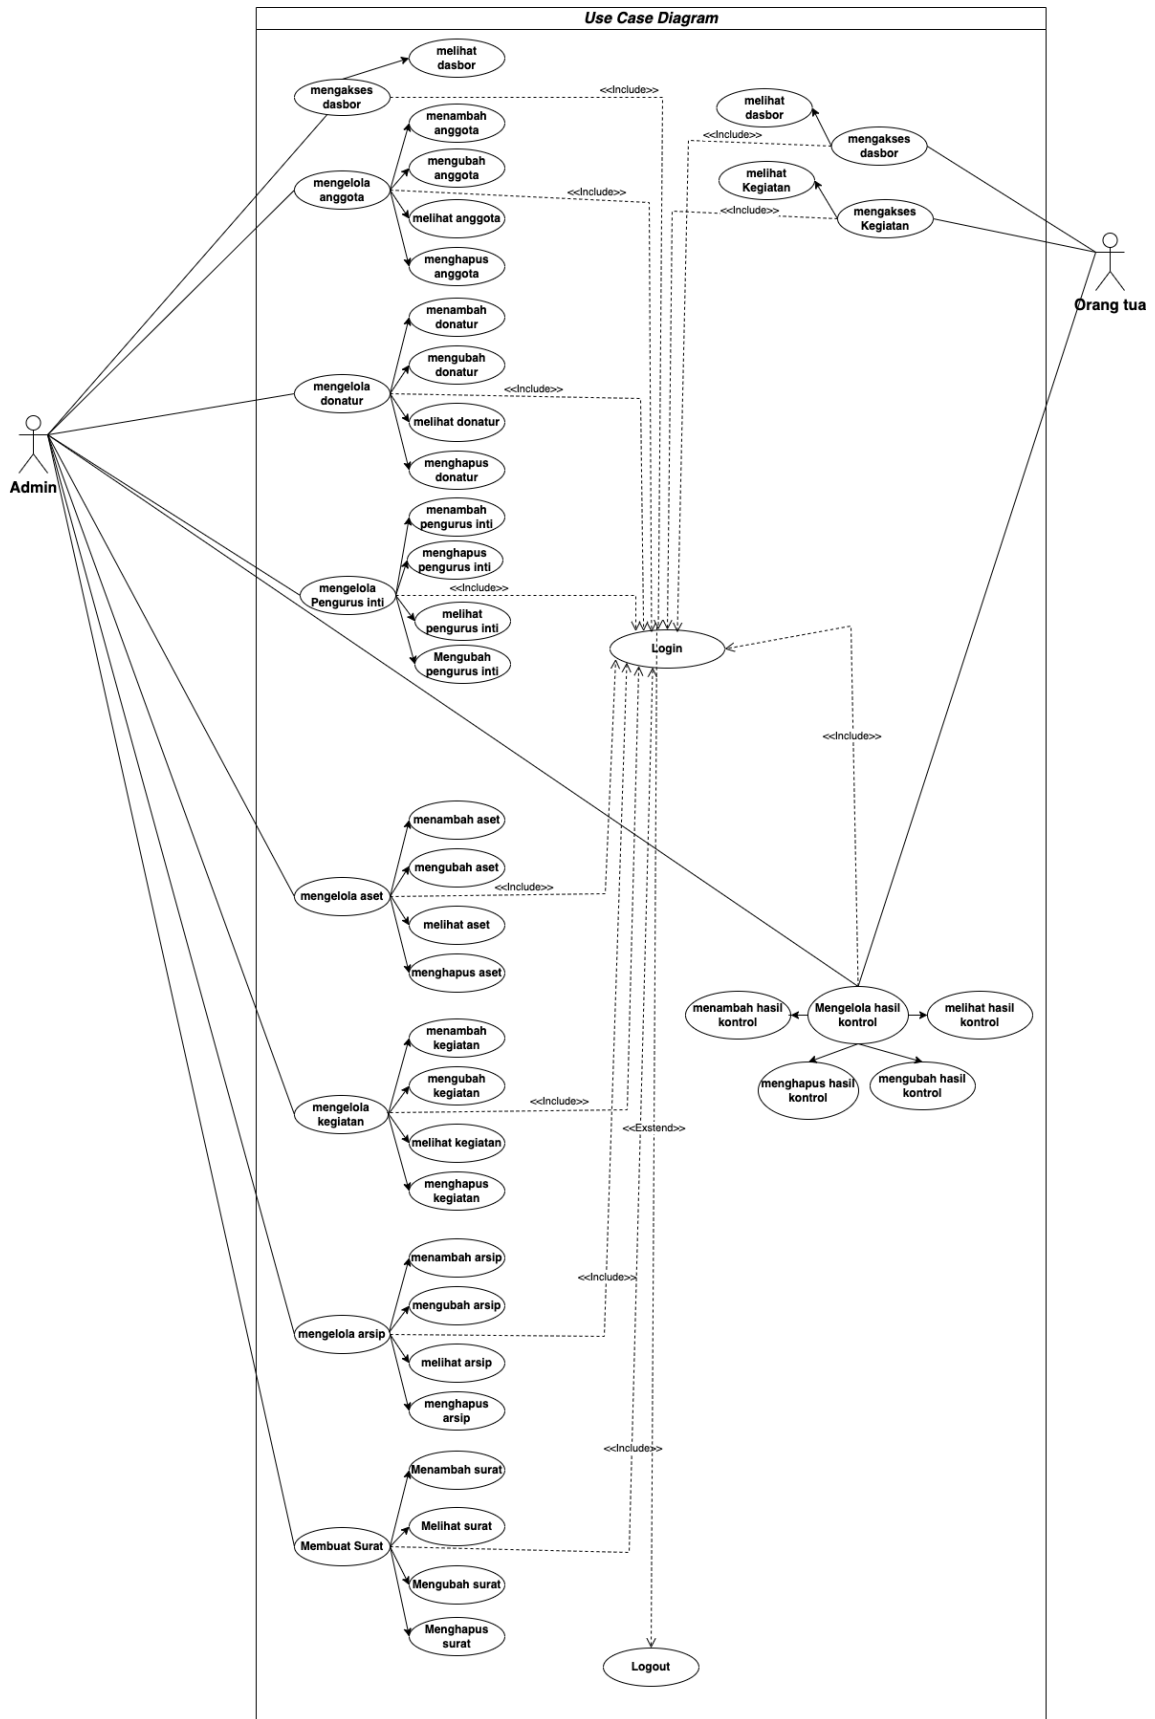 Use Case Diagram
melihat
dasbor
mengakses
dasbor
<<Include>>
menambah
anggota
mengubah
anggota
mengelola
anggota
<<Include>>
melihat anggota
menghapus
anggota
melihat
dasbor
<<Include>>
mengakses
dasbor
melihat
Kegiatan
<<Include>>
mengakses
Kegiatan
Orang tua
menambah
donatur
mengubah
donatur
mengelola
donatur
<<Include>>
melihat donatur
menghapus
donatur
Admin
menambah
pengurus inti
menghapus
pengurus inti
mengelola
Pengurus inti
<<Include>>
melihat
pengurus inti
Mengubah
pengurus inti
Login
<<Include>>
menambah aset
mengubah aset
mengelola aset
<<Include>>
melihat aset
menghapus aset
menambah hasil
kontrol
Mengelola hasil
kontrol
melihat hasil
kontrol
menghapus hasil
kontrol
mengubah hasil
kontrol
menambah
kegiatan
mengubah
kegiatan
mengelola
kegiatan
<<Include>>
<<Exstend>>
melihat kegiatan
menghapus
kegiatan
menambah arsip
<<Include>>
mengubah arsip
mengelola arsip
melihat arsip
menghapus
arsip
<<Include>>
Menambah surat
Melihat surat
Membuat Surat
Mengubah surat
Menghapus
surat
Logout